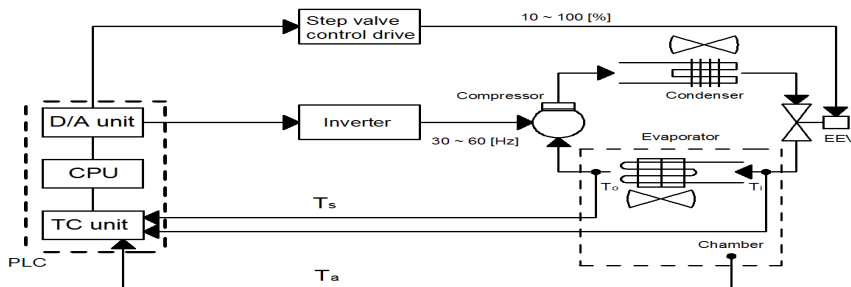 Step valve
control drive
10 ~ 100 [%]
Compressor
Condenser
D/A unit
Inverter
30 ~ 60 [Hz]
EEV
Evaporator
CPU
To
Ti
Ts
TC unit
Chamber
PLC
Ta